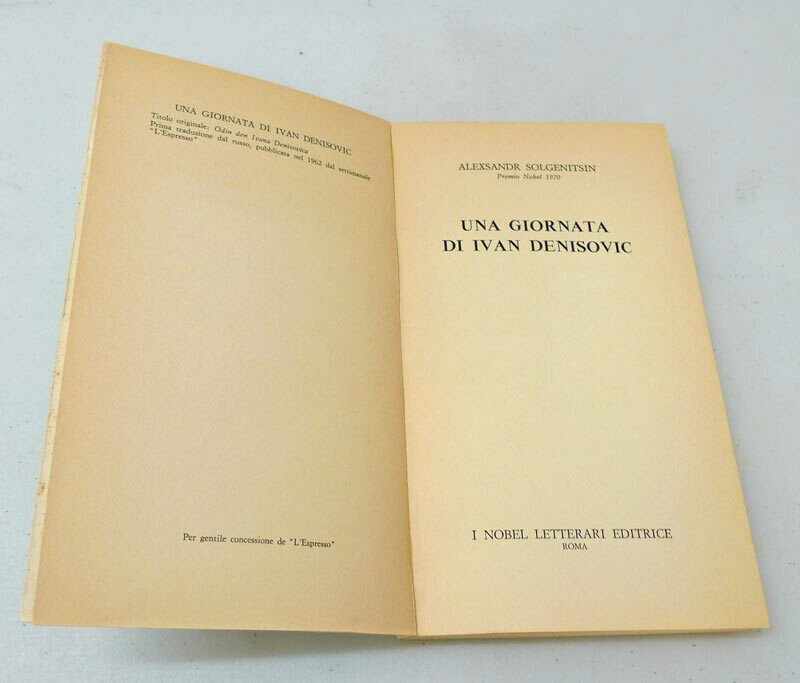 UNA GIORNATA DI IVAN DENISOVIC
Titolo originale: Odin den Ivana Denisovica
Prima traduzione dal russo, pubblicata nel 1962 dal settimanale
"L'Espresso"
Per gentile concessione de "L'Espresso"
ALEXSANDR SOLGENITSIN
Premio Nobel 1970
UNA GIORNATA
DI IVAN DENISOVIC
I NOBEL LETTERARI EDITRICE
ROMA